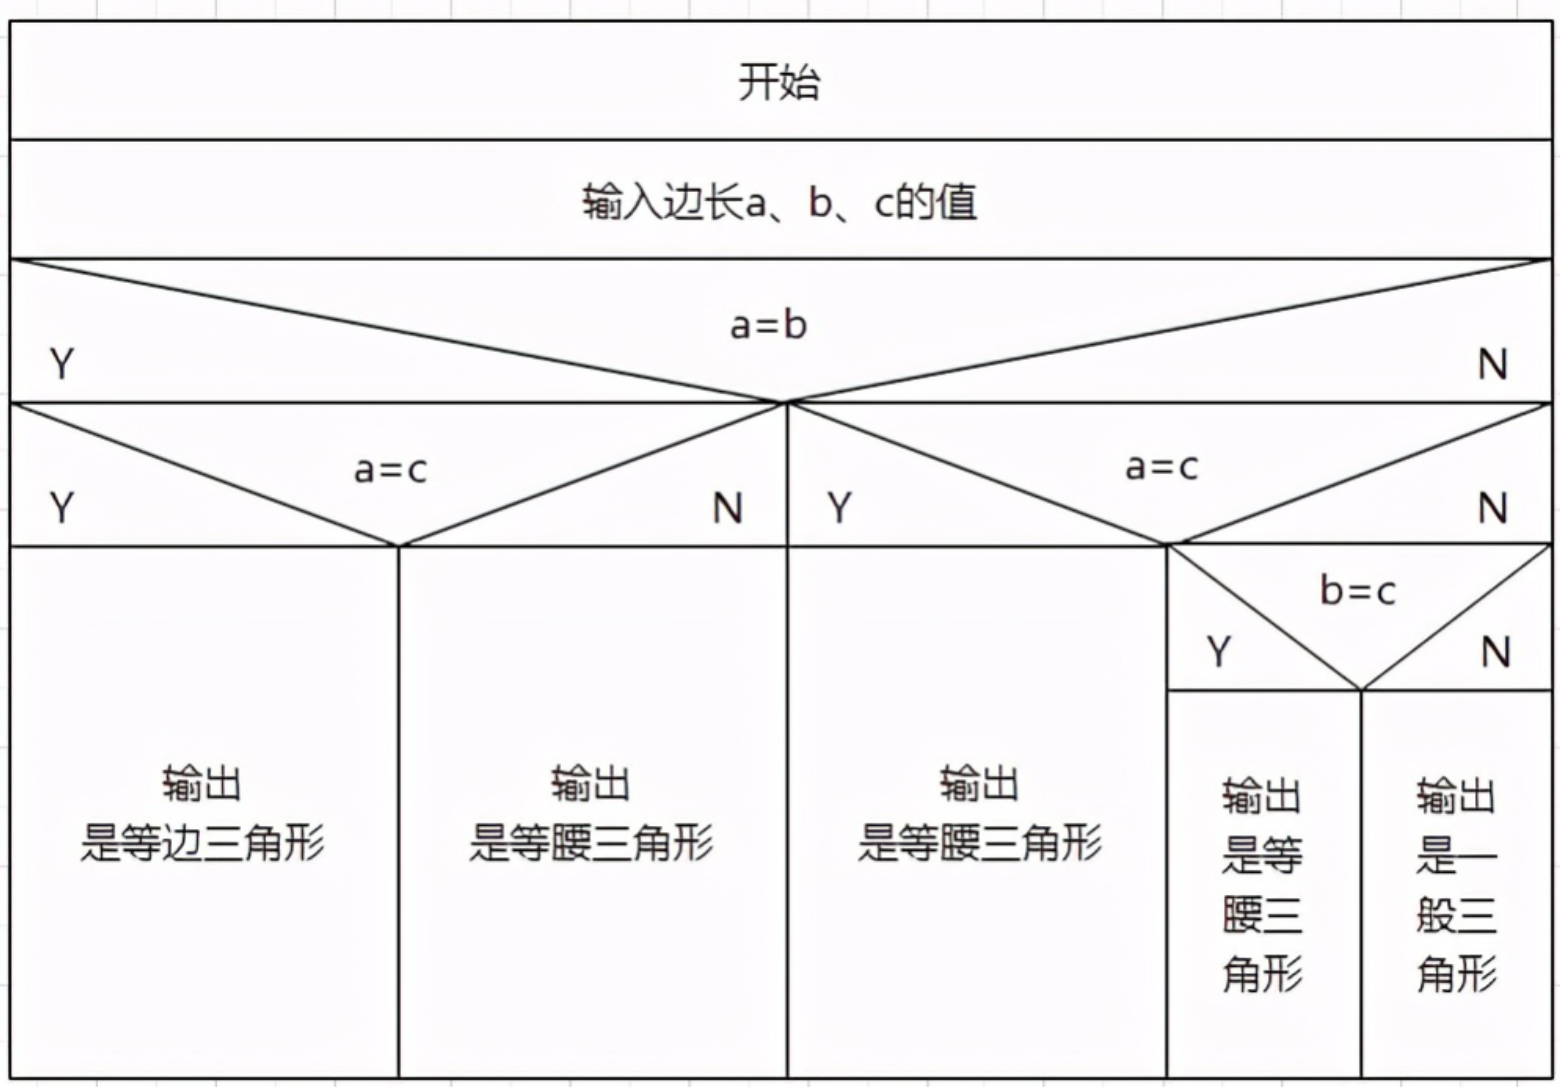 开始
输入边长a、b、c的值
a=b
Y
N
a=c
Y
N
a=c
Y
N
b=c
Y
N
输出
是等边三角形
输出
是等腰三角形
输出
是等腰三角形
输出
是等
腰三
角形
输出
是一
般三
角形